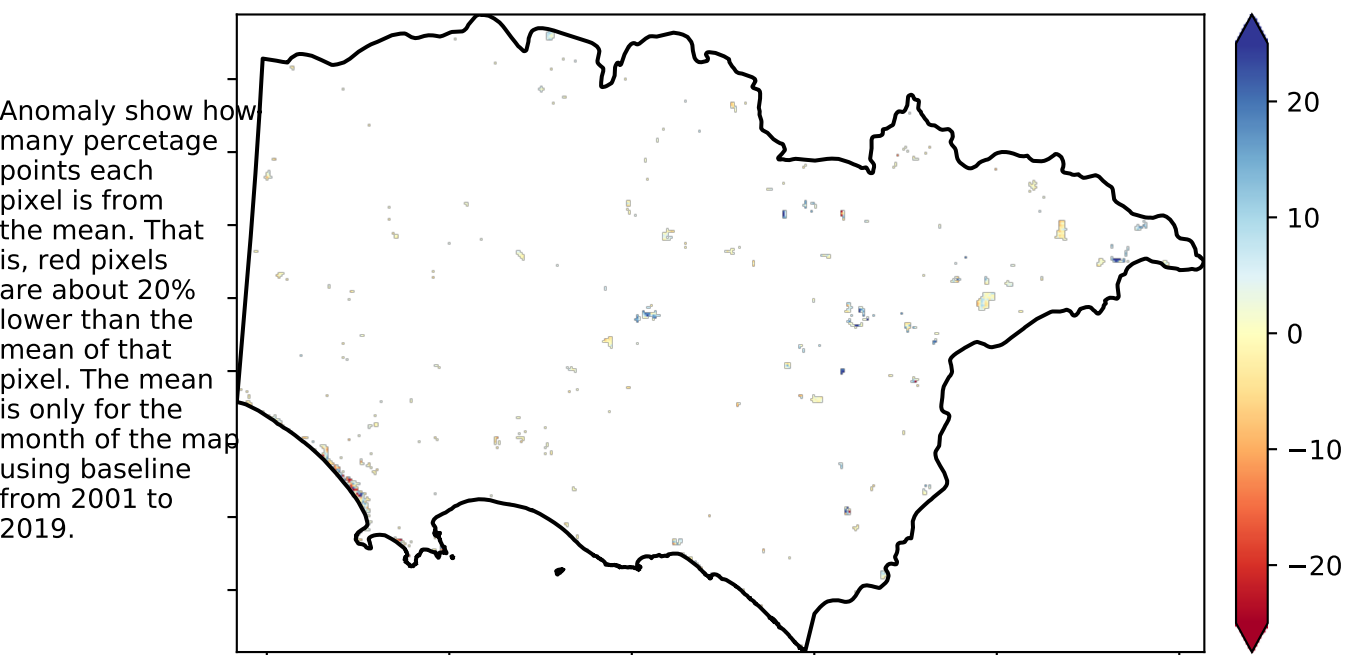 Anomaly show how
many percetage
points each
pixel is from
the mean. That
is, red pixels
are about 20%
lower than the
mean of that
pixel. The mean
is only for the
month of the map
using baseline
from 2001 to
2019.
20
10
0
−10
−20